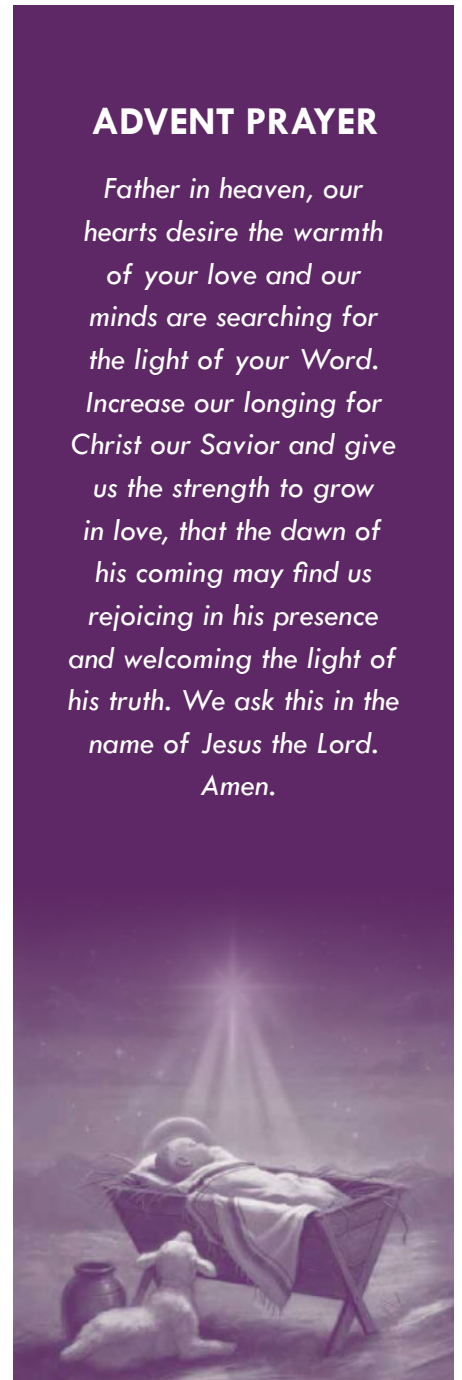 ADVENT PRAYER
Father in heaven, our
hearts desire the warmth
of your love and our
minds are searching for
the light of your Word.
Increase our longing for
Christ our Savior and give
us the strength to grow
in love, that the dawn of
his coming may find us
rejoicing in his presence
and welcoming the light of
his truth. We ask this in the
name of Jesus the Lord.
Amen.